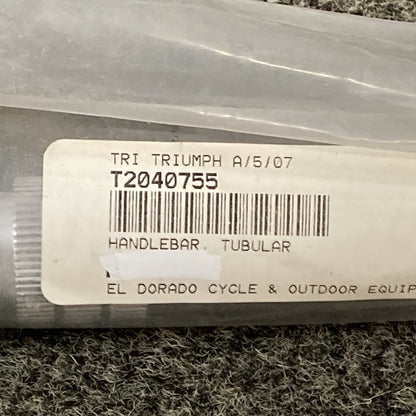 TRI TRIUMPH A/5/07
T2040755
HANDLEBAR, TUBULAR
EL DORADO CYCLE & OUTDOOR EQUIP